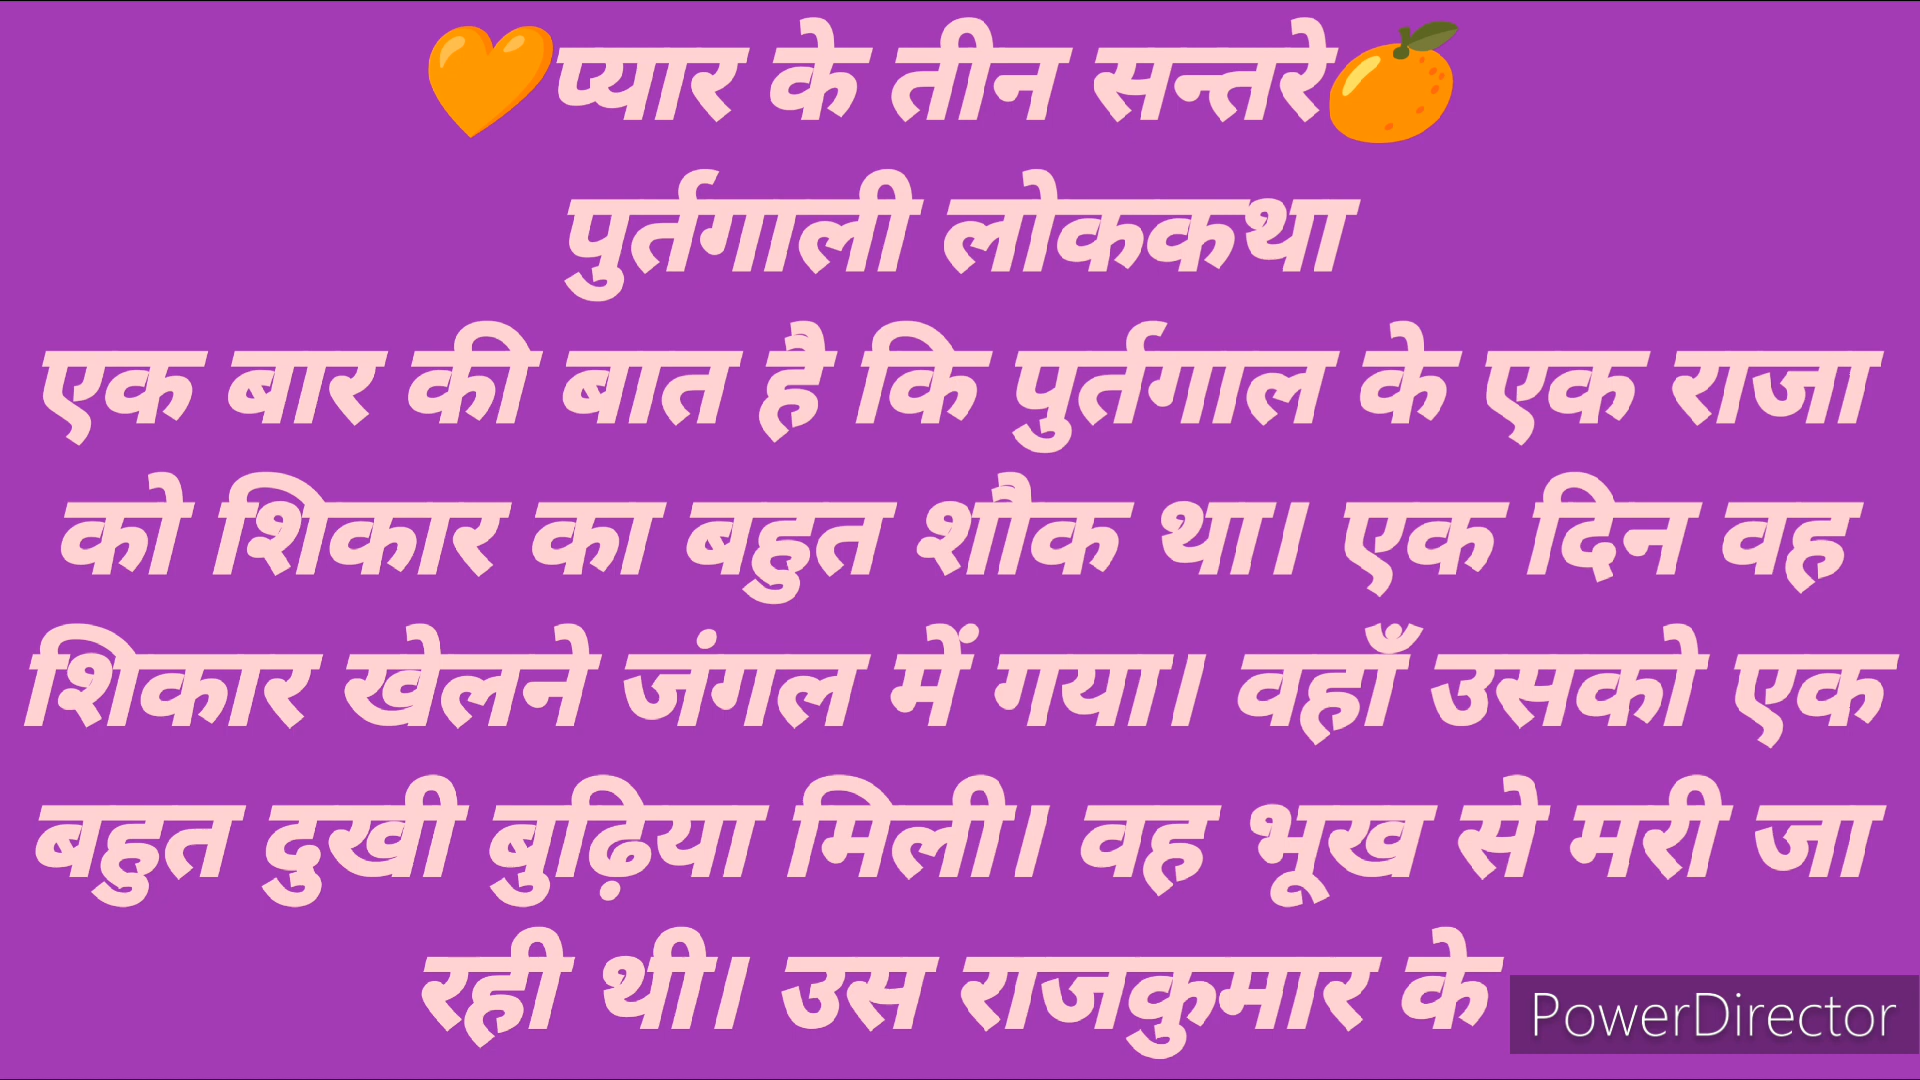 🧡प्यार के तीन सन्तरे🍊
पुर्तगाली लोककथा
एक बार की बात है कि पुर्तगाल के एक राजा
को शिकार का बहुत शौक था। एक दिन वह
शिकार खेलने जंगल में गया। वहाँ उसको एक
बहुत दुखी बुढ़िया मिली। वह भूख से मरी जा
रही थी। उस राजकुमार के
PowerDirector